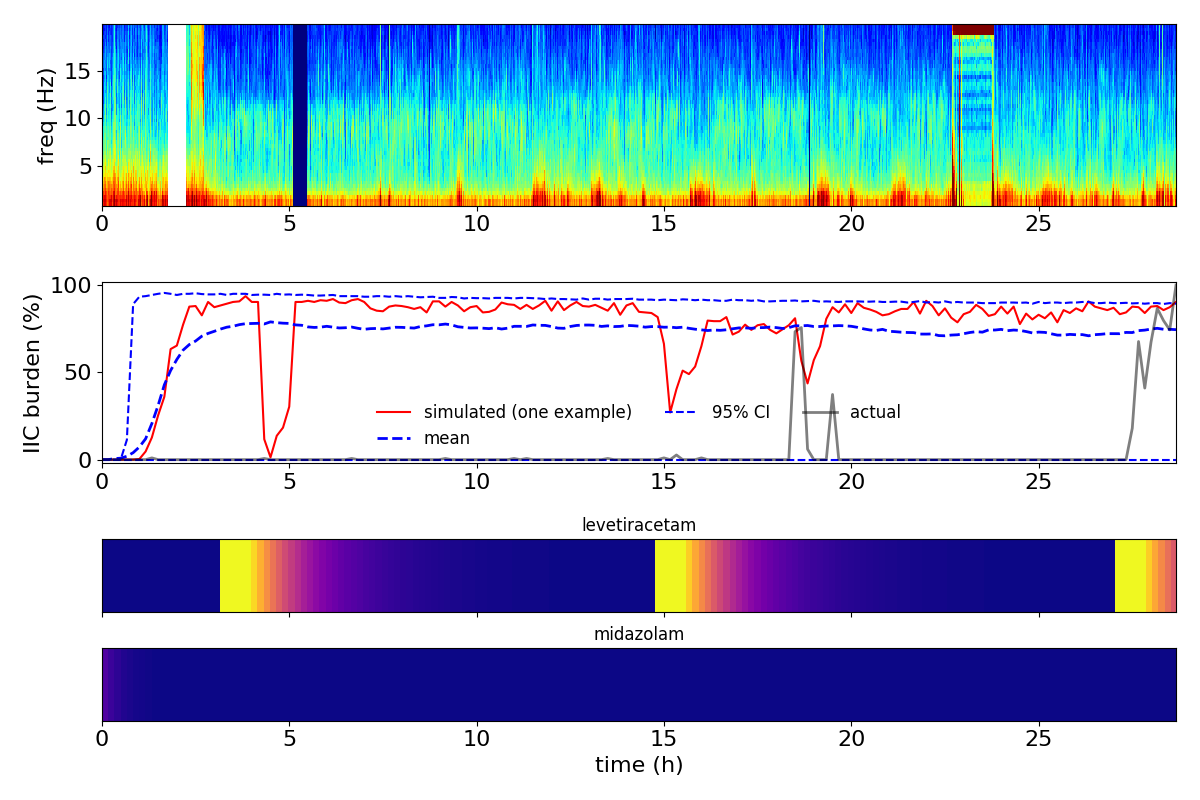 freq (Hz)
15
10
5
0 5 10 15 20 25
IIC burden (%)
100
50
0
simulated (one example) 95% CI actual
mean
0 5 10 15 20 25
levetiracetam
midazolam
0 5 10 15 20 25
time (h)